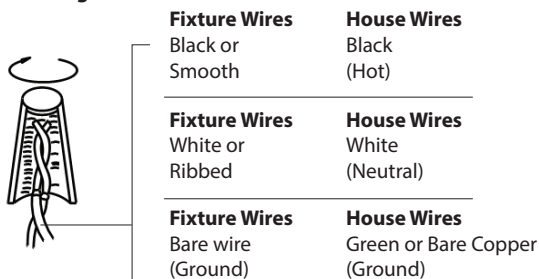 Fixture Wires House Wires
Black or Black
Smooth (Hot)
Fixture Wires House Wires
White or White
Ribbed (Neutral)
Fixture Wires House Wires
Bare wire Green or Bare Copper
(Ground) (Ground)